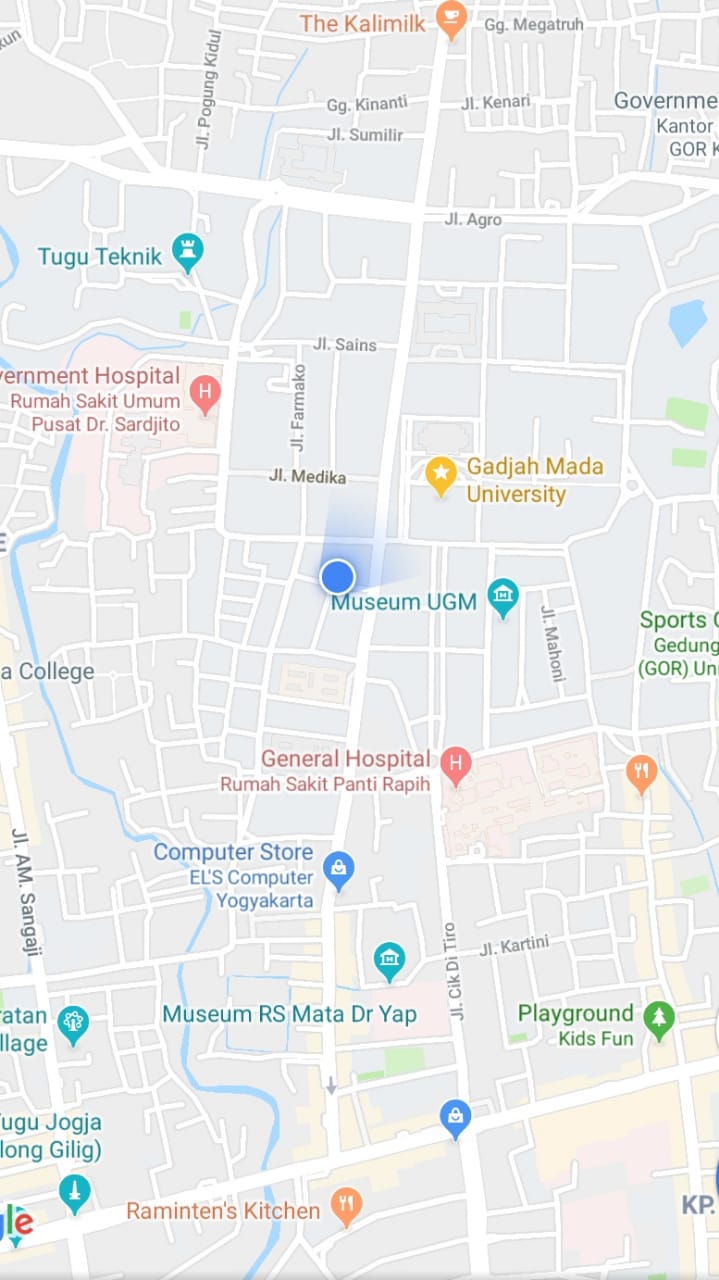 The Kalimilk
Gg. Megatruh
kun
Jl. Pogung Kidul
Gg. Kinanti
Jl. Kenari
Jl. Sumilir
Governme
Kantor
GOR K
Jl. Agro
Tugu Teknik
Jl. Sains
vernment Hospital
Rumah Sakit Umum
Pusat Dr. Sardjito
H
Jl. Farmako
Jl. Medika
Gadjah Mada
University
E
Museum UGM
Jl. Mahoni
Sports C
Gedung
(GOR) Uni
a College
General Hospital
Rumah Sakit Panti Rapih
H
Jl. AM. Sangaji
Computer Store
EL'S Computer
Yogyakarta
Jl. Cik Di Tiro
Jl. Kartini
Museum RS Mata Dr Yap
ratan
llage
Playground
Kids Fun
Tugu Jogja
long Gilig)
Raminten's Kitchen
KP.
gle